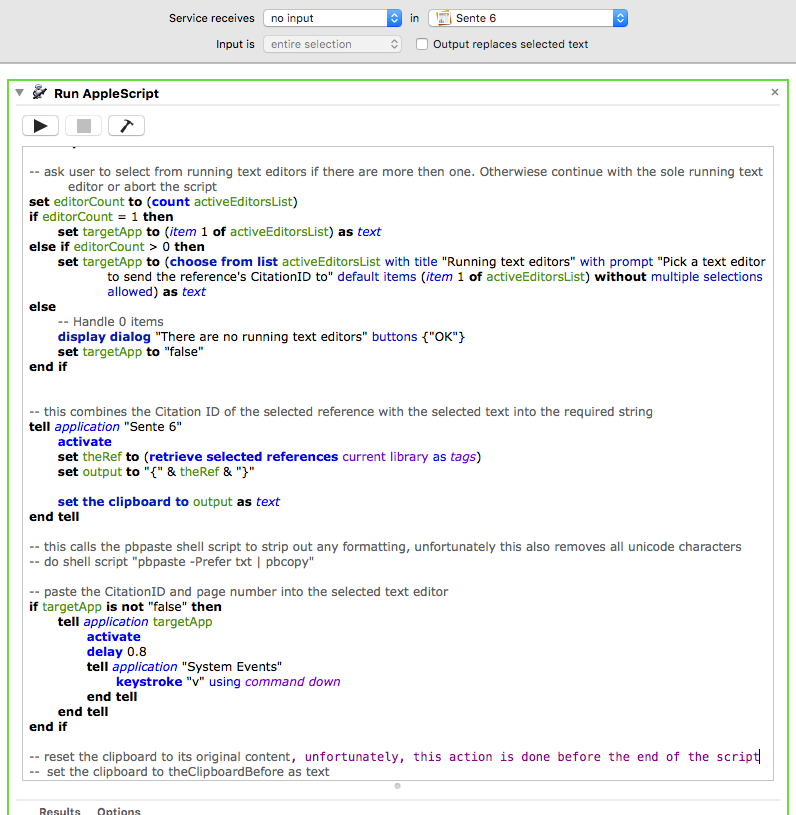 Service receives no input in Sente 6
Input is entire selection Output replaces selected text
Run AppleScript
-- ask user to select from running text editors if there are more then one. Otherwiese continue with the sole running text
editor or abort the script
set editorCount to (count activeEditorsList)
if editorCount = 1 then
set targetApp to (item 1 of activeEditorsList) as text
else if editorCount > 0 then
set targetApp to (choose from list activeEditorsList with title "Running text editors" with prompt "Pick a text editor
to send the reference's CitationID to" default items (item 1 of activeEditorsList) without multiple selections
allowed) as text
else
-- Handle 0 items
display dialog "There are no running text editors" buttons {"OK"}
set targetApp to "false"
end if
-- this combines the Citation ID of the selected reference with the selected text into the required string
tell application "Sente 6"
activate
set theRef to (retrieve selected references current library as tags)
set output to "{" & theRef & "}"
set the clipboard to output as text
end tell
-- this calls the pbpaste shell script to strip out any formatting, unfortunately this also removes all unicode characters
-- do shell script "pbpaste -Prefer txt | pbcopy"
-- paste the CitationID and page number into the selected text editor
if targetApp is not "false" then
tell application targetApp
activate
delay 0.8
tell application "System Events"
keystroke "v" using command down
end tell
end tell
end if
-- reset the clipboard to its original content, unfortunately, this action is done before the end of the script
-- set the clipboard to theClipboardBefore as text
Results Options